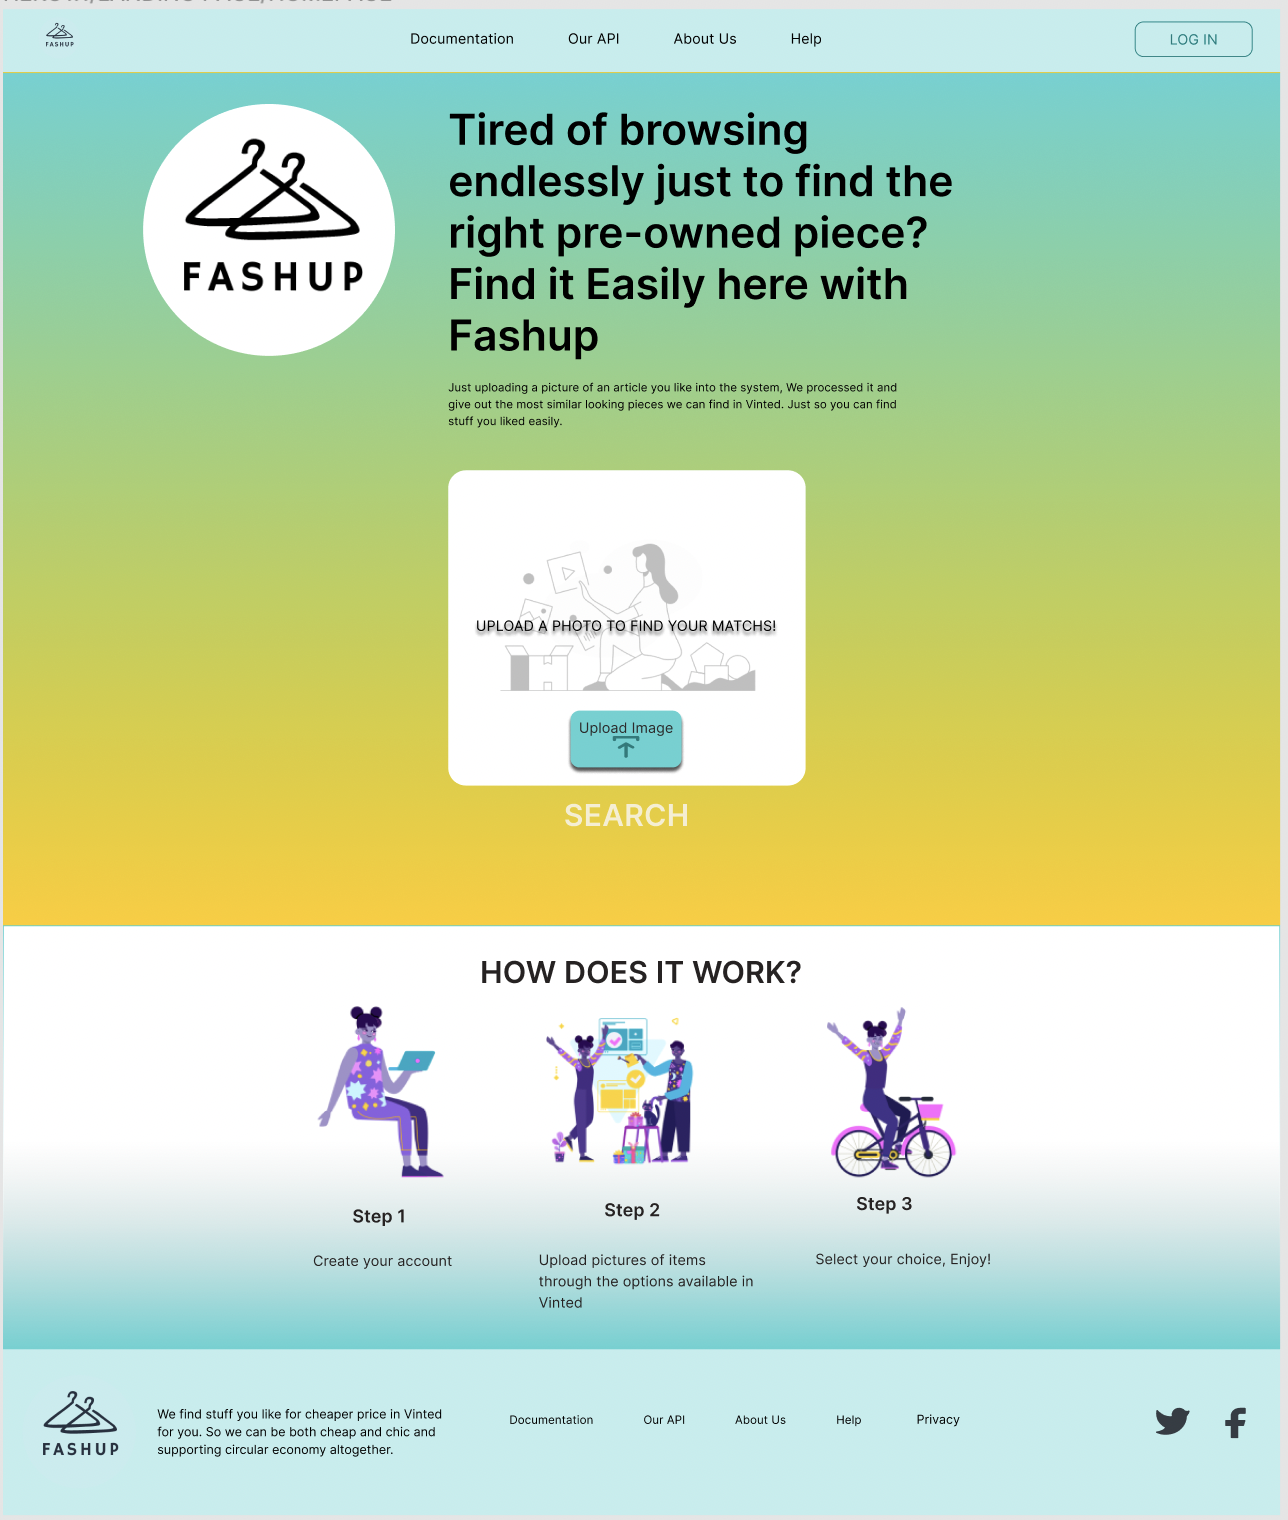 FASHUP
Documentation
Our API
About Us
Help
LOG IN
FASHUP
Tired of browsing
endlessly just to find the
right pre-owned piece?
Find it Easily here with
Fashup
Just uploading a picture of an article you like into the system, We processed it and
give out the most similar looking pieces we can find in Vinted. Just so you can find
stuff you liked easily.
UPLOAD A PHOTO TO FIND YOUR MATCHS!
Upload Image
SEARCH
HOW DOES IT WORK?
Step 1
Create your account
Step 2
Upload pictures of items
through the options available in
Vinted
Step 3
Select your choice, Enjoy!
FASHUP
We find stuff you like for cheaper price in Vinted
for you. So we can be both cheap and chic and
supporting circular economy altogether.
Documentation
Our API
About Us
Help
Privacy